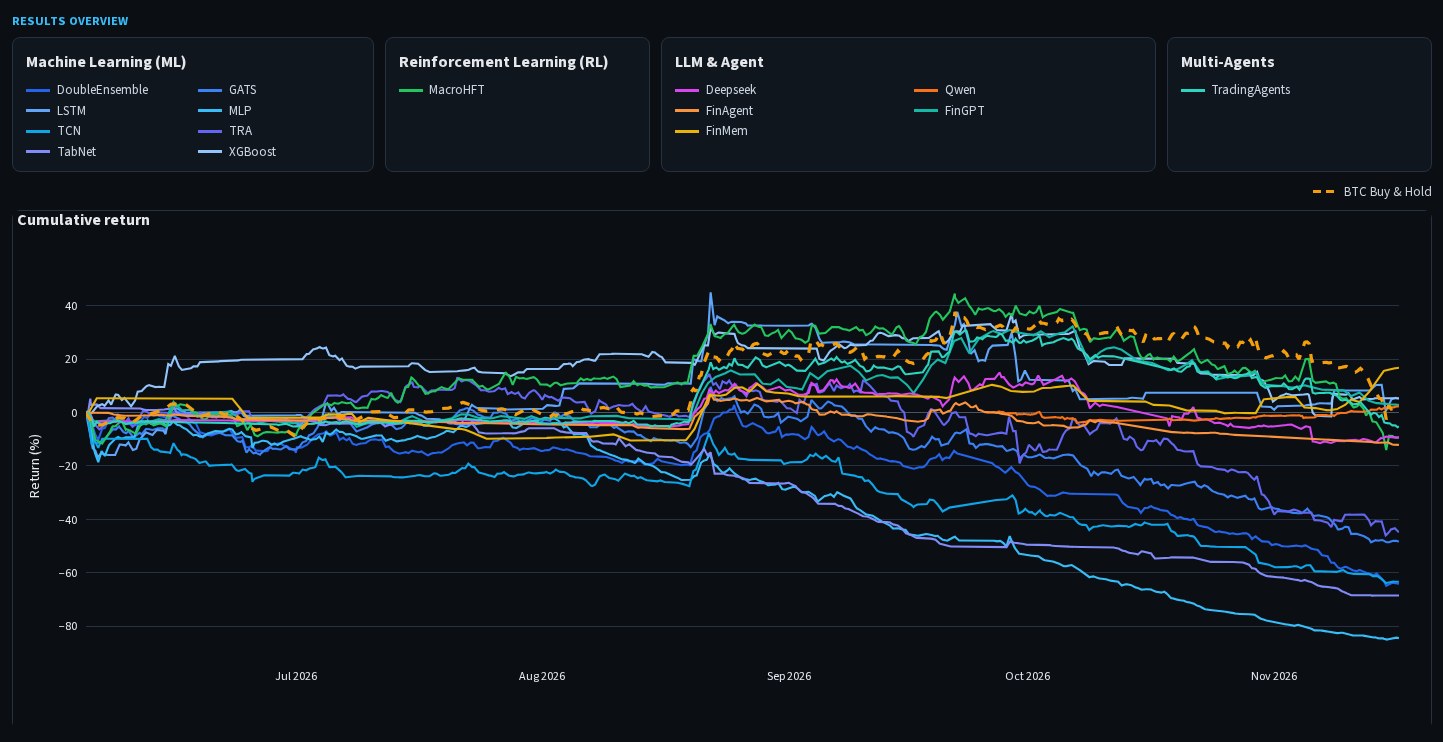 RESULTS OVERVIEW
Machine Learning (ML)
DoubleEnsemble
GATS
LSTM
MLP
TCN
TRA
TabNet
XGBoost
Reinforcement Learning (RL)
MacroHFT
LLM & Agent
Deepseek
Qwen
FinAgent
FinGPT
FinMem
Multi-Agents
TradingAgents
BTC Buy & Hold
Cumulative return
Return (%)
40
20
0
−20
−40
−60
−80
Jul 2026
Aug 2026
Sep 2026
Oct 2026
Nov 2026